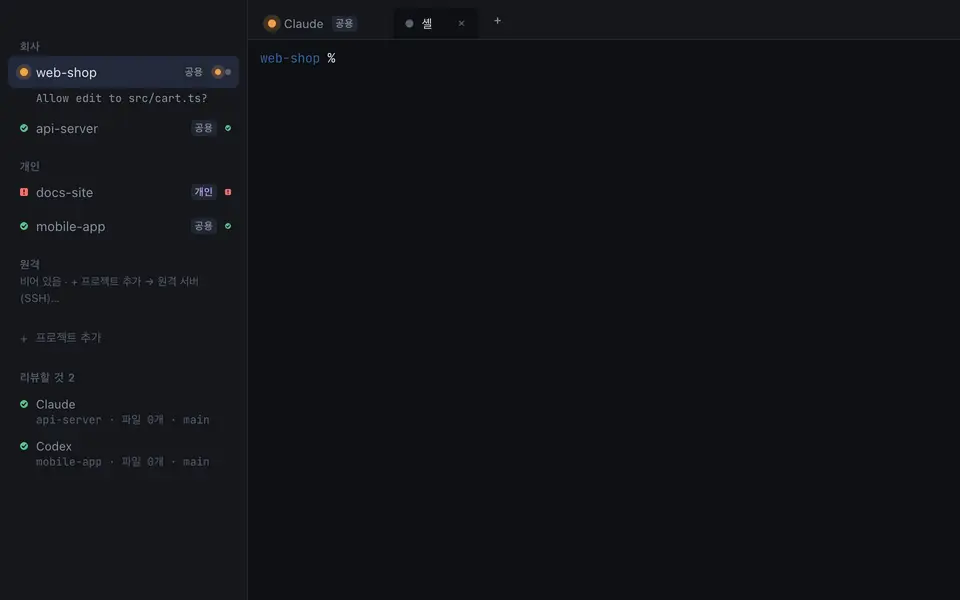 회사
web-shop 공용
Allow edit to src/cart.ts?
api-server 공용
개인
docs-site 개인
mobile-app 공용
원격
비어 있음 · + 프로젝트 추가 → 원격 서버
(SSH)…
+ 프로젝트 추가
리뷰할 것 2
Claude
api-server · 파일 0개 · main
Codex
mobile-app · 파일 0개 · main
Claude 공용 셸 × +
web-shop %